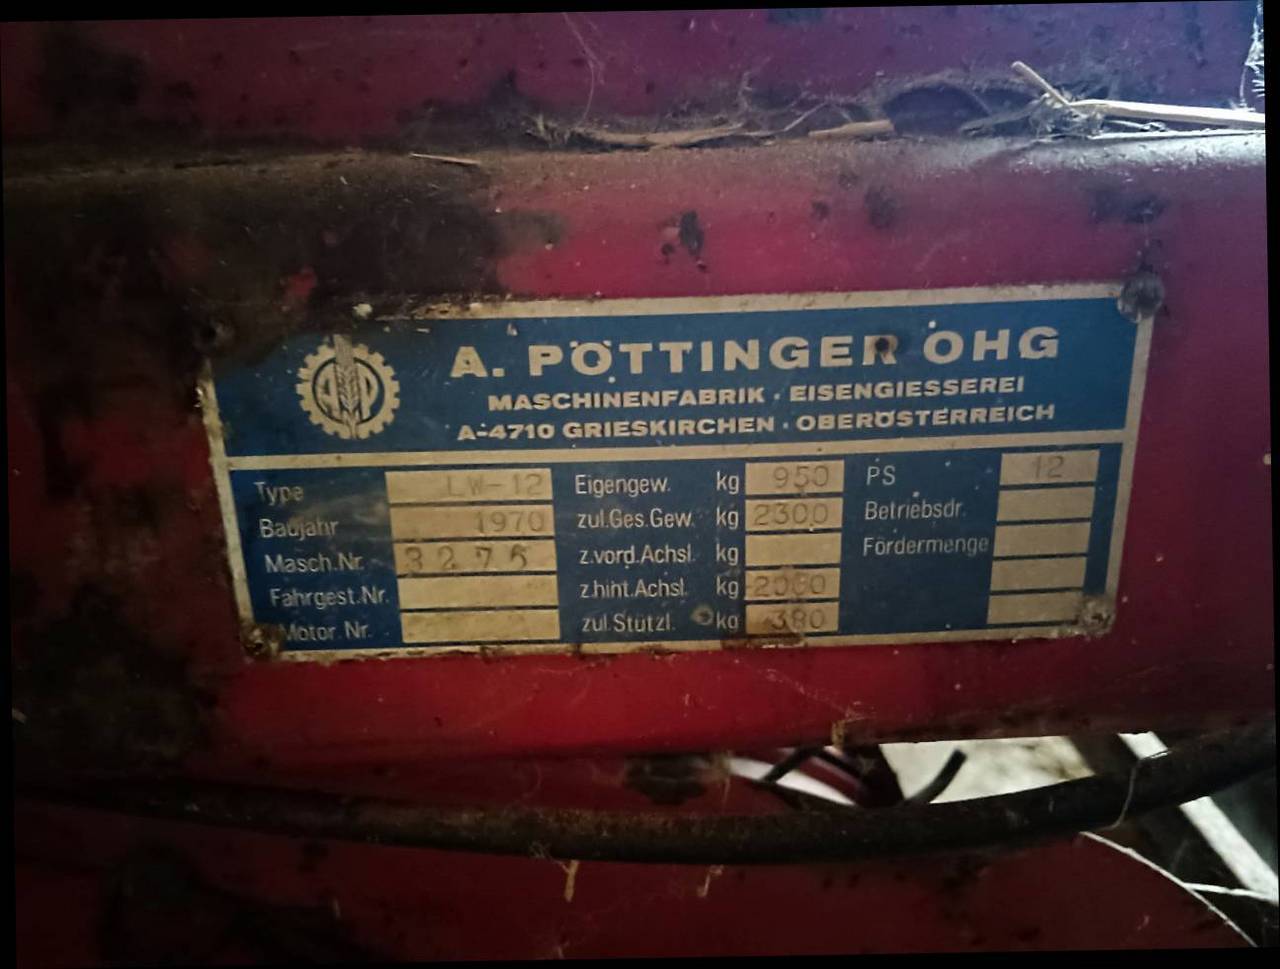 A. PÖTTINGER OHG
MASCHINENFABRIK · EISENGIESSEREI
A-4710 GRIESKIRCHEN · OBERÖSTERREICH
AP
Type LW-12 Eigengew. kg 950 PS 12
Baujahr 1970 zul.Ges.Gew. kg 2300 Betriebsdr.
Masch.Nr. 3276 z.vord.Achsl. kg Fördermenge
Fahrgest.Nr. z.hint.Achsl. kg 2000
Motor.Nr. zul.Stützl. kg 380